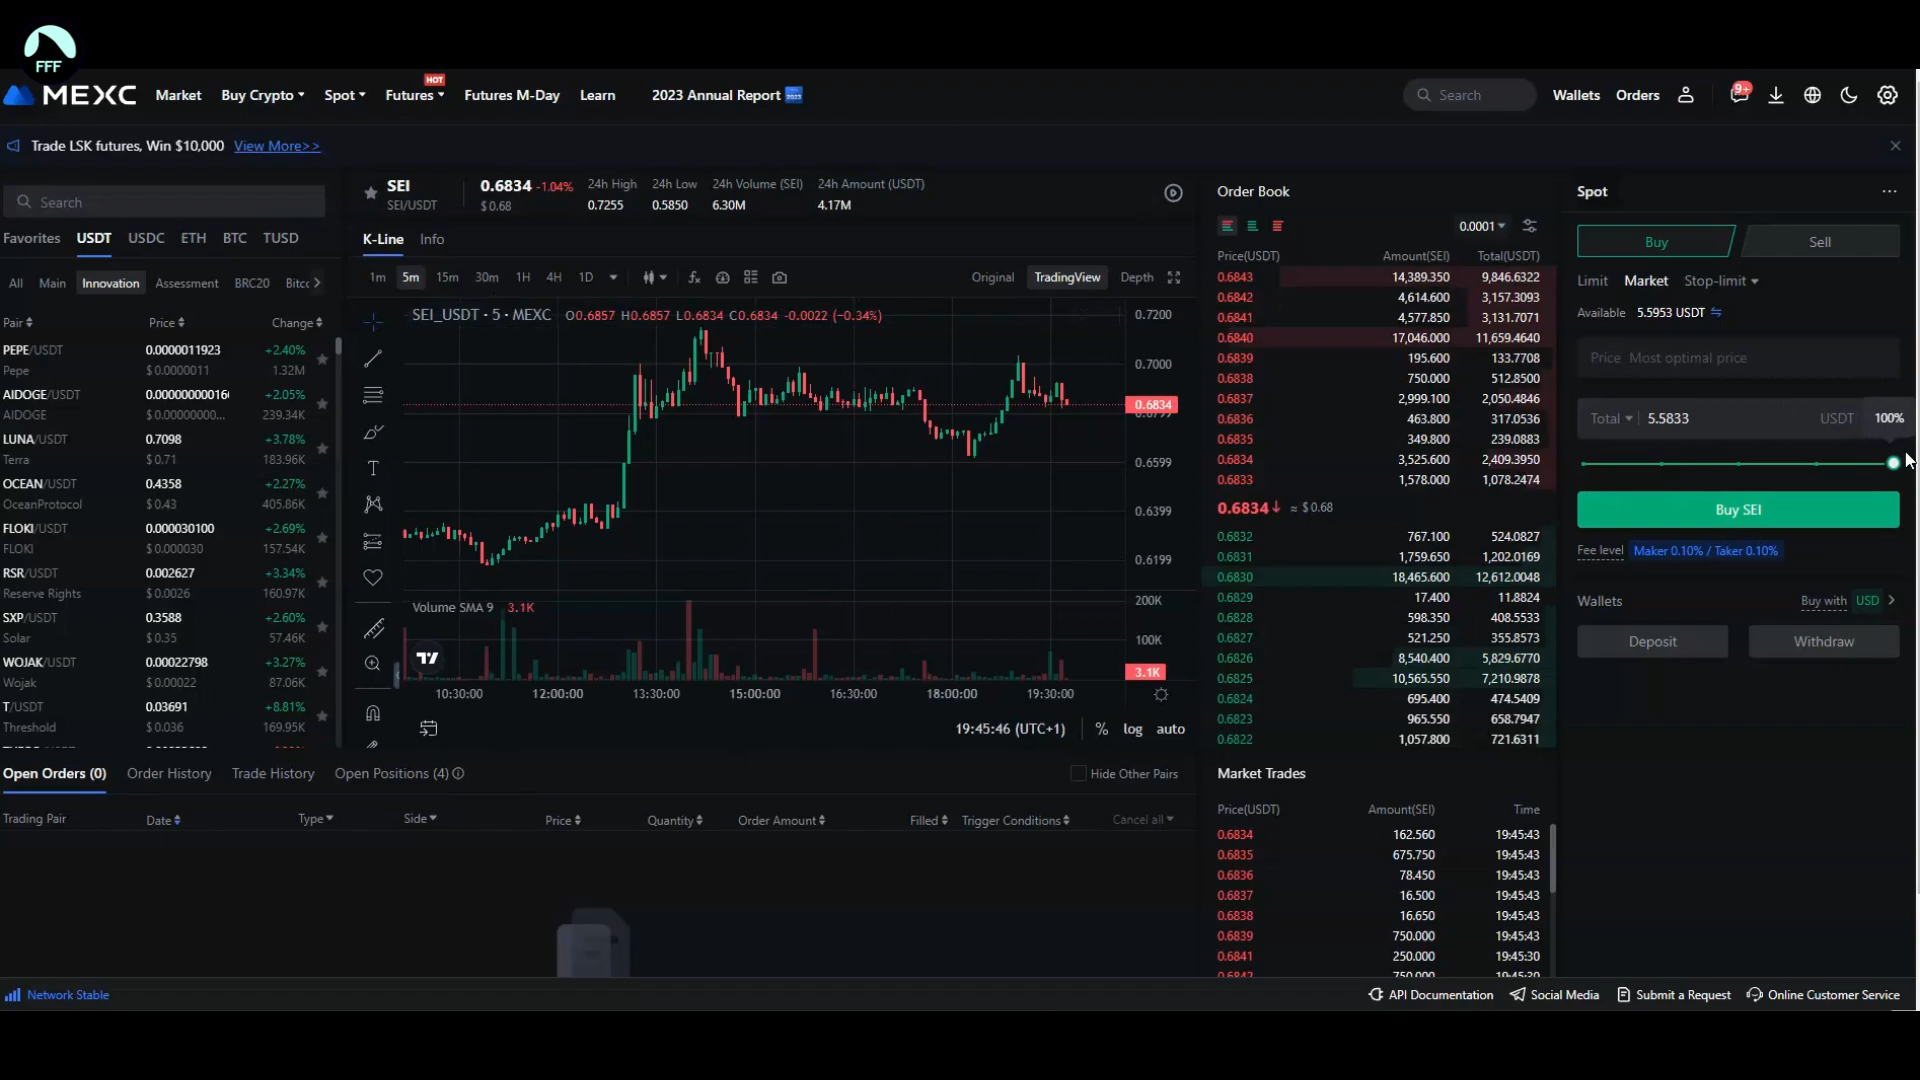 FFF
MEXC Market Buy Crypto Spot Futures HOT Futures M-Day Learn 2023 Annual Report Search Wallets Orders 9+
Trade LSK futures, Win $10,000 View More>>
Search
Favorites USDT USDC ETH BTC TUSD
All Main Innovation Assessment BRC20 Bitcc
Pair Price Change
PEPE/USDT 0.0000011923 +2.40%
Pepe $ 0.0000011 1.32M
AIDOGE/USDT 0.000000000016 +2.05%
AIDOGE $ 0.00000000... 239.34K
LUNA/USDT 0.7098 +3.78%
Terra $ 0.71 183.96K
OCEAN/USDT 0.4358 +2.27%
OceanProtocol $ 0.43 405.86K
FLOKI/USDT 0.000030100 +2.69%
FLOKI $ 0.000030 157.54K
RSR/USDT 0.002627 +3.34%
Reserve Rights $ 0.0026 160.97K
SXP/USDT 0.3588 +2.60%
Solar $ 0.35 57.46K
WOJAK/USDT 0.00022798 +3.27%
Wojak $ 0.00022 87.06K
T/USDT 0.03691 +8.81%
Threshold $ 0.036 169.95K
SEI 0.6834 -1.04% 24h High 24h Low 24h Volume (SEI) 24h Amount (USDT)
SEI/USDT $ 0.68 0.7255 0.5850 6.30M 4.17M
K-Line Info
1m 5m 15m 30m 1H 4H 1D Original TradingView Depth
SEI_USDT · 5 · MEXC O0.6857 H0.6857 L0.6834 C0.6834 -0.0022 (−0.34%)
0.7200
0.7000
0.6834
0.6799
0.6599
0.6399
0.6199
Volume SMA 9 3.1K
200K
100K
3.1K
10:30:00 12:00:00 13:30:00 15:00:00 16:30:00 18:00:00 19:30:00
19:45:46 (UTC+1) % log auto
Order Book
0.0001
Price(USDT) Amount(SEI) Total(USDT)
0.6843 14,389.350 9,846.6322
0.6842 4,614.600 3,157.3093
0.6841 4,577.850 3,131.7071
0.6840 17,046.000 11,659.4640
0.6839 195.600 133.7708
0.6838 750.000 512.8500
0.6837 2,999.100 2,050.4846
0.6836 463.800 317.0536
0.6835 349.800 239.0883
0.6834 3,525.600 2,409.3950
0.6833 1,578.000 1,078.2474
0.6834↓ ≈ $ 0.68
0.6832 767.100 524.0827
0.6831 1,759.650 1,202.0169
0.6830 18,465.600 12,612.0048
0.6829 17.400 11.8824
0.6828 598.350 408.5533
0.6827 521.250 355.8573
0.6826 8,540.400 5,829.6770
0.6825 10,565.550 7,210.9878
0.6824 695.400 474.5409
0.6823 965.550 658.7947
0.6822 1,057.800 721.6311
Spot
Buy Sell
Limit Market Stop-limit
Available 5.5953 USDT
Price Most optimal price
Total 5.5833 USDT 100%
Buy SEI
Fee level Maker 0.10% / Taker 0.10%
Wallets Buy with USD
Deposit Withdraw
Open Orders (0) Order History Trade History Open Positions (4) Hide Other Pairs
Trading Pair Date Type Side Price Quantity Order Amount Filled Trigger Conditions Cancel all
Market Trades
Price(USDT) Amount(SEI) Time
0.6834 162.560 19:45:43
0.6835 675.750 19:45:43
0.6836 78.450 19:45:43
0.6837 16.500 19:45:43
0.6838 16.650 19:45:43
0.6839 750.000 19:45:43
0.6841 250.000 19:45:30
0.6842 750.000 19:45:30
Network Stable API Documentation Social Media Submit a Request Online Customer Service